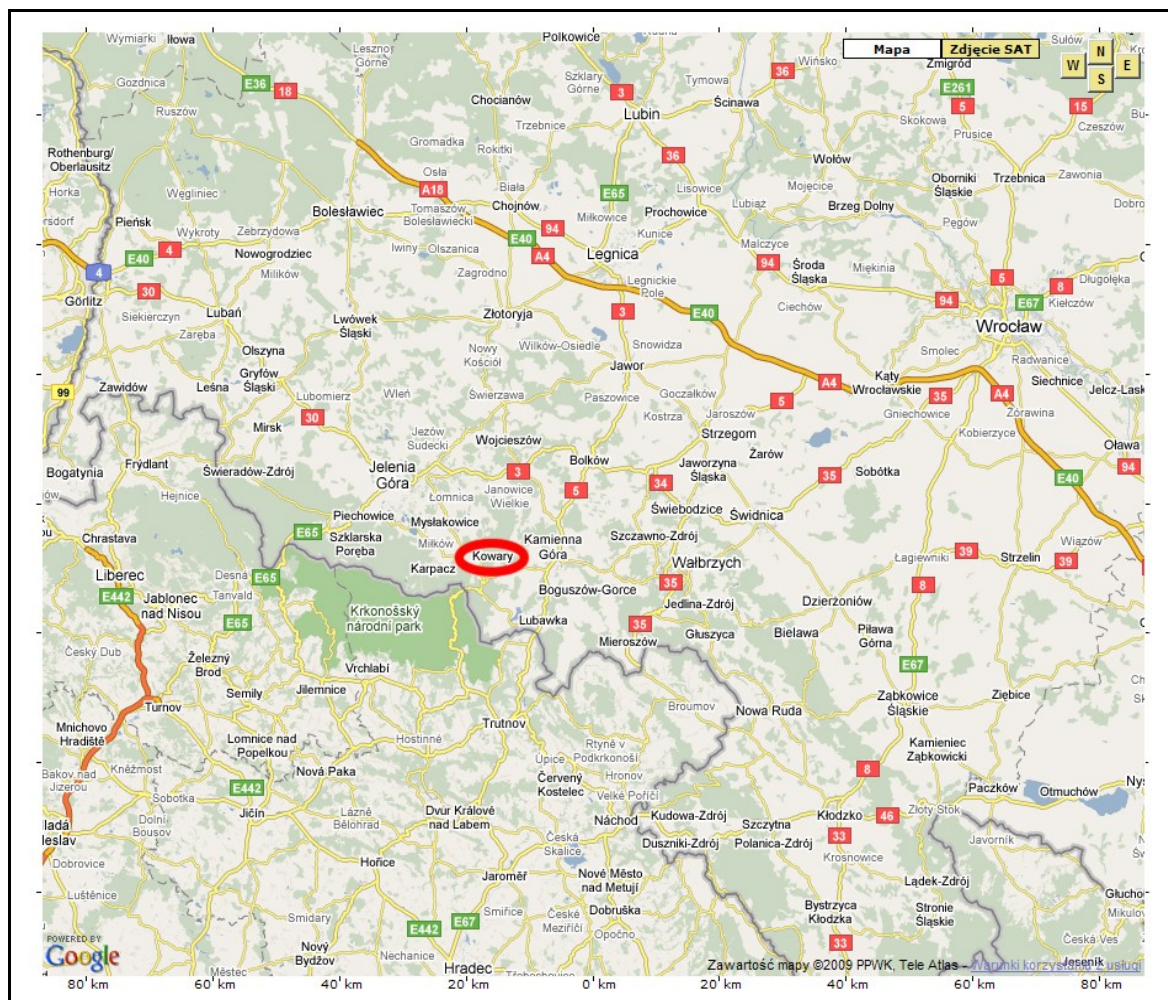 Wymiarki
Iłowa
Leszno
Górne
Polkowice
Mapa
Zdjęcie SAT
N
W
E
S
Wińsko
Sułów
Żmigród
Gozdnica
E36
18
Szklary
Górne
3
36
Tymowa
E261
5
15
Chocianów
Ścinawa
Ruszów
Lubin
Skokowa
Prusice
Czeszów
Trzebnice
Gromadka
Rokitki
36
Wołów
Rothenburg/
Oberlausitz
Osła
A18
Biała
E65
Lisowice
Mojęcice
Oborniki
Śląskie
Trzebnica
Zawonia
Horka
Węgliniec
Tomaszów
Bolesławiecki
Chojnów
Lubiąż
Brzeg Dolny
Pieńsk
Bolesławiec
Miłkowice
Prochowice
Pęgów
Wykroty
Zebrzydowa
94
Kunice
E40
4
Nowogrodziec
Iwiny
Olszanica
E40
A4
Legnica
Malczyce
94
Środa
Śląska
Miękinia
5
Długołęka
4
Görlitz
30
Milików
Zagrodno
Legnickie
Pole
8
Kiełczów
Siekierczyn
Lubań
Lwówek
Śląski
Złotoryja
3
E40
Ciechów
94
E67
Wrocław
Zaręba
Nowy
Kościół
Wilków-Osiedle
Snowidza
Smolec
Radwanice
Olszyna
Gryfów
Śląski
Jawor
A4
Kąty
Wrocławskie
Siechnice
Jelcz-Lask
99
Zawidów
Leśna
Lubomierz
Wleń
Świerzawa
Paszowice
Goczałków
5
35
A4
Gniechowice
Żórawina
30
Kostrza
Jaroszów
Mirsk
Jeżów
Sudecki
Wojcieszów
Strzegom
Kobierzyce
Oława
94
Bogatynia
Frýdlant
Świeradów-Zdrój
Jelenia
Góra
3
Bolków
Jaworzyna
Śląska
Żarów
35
Sobótka
E40
Hejnice
Łomnica
Janowice
Wielkie
5
34
Świebodzice
Świdnica
Piechowice
Mysłakowice
Chrastava
E65
Szklarska
Poręba
Miłków
Kowary
Kamienna
Góra
Szczawno-Zdrój
Łagiewniki
39
Strzelin
Wiązów
Karpacz
Wałbrzych
39
Liberec
Desná
E65
Tanvald
E442
Jablonec
nad Nisou
Boguszów-Gorce
35
8
Krkonošský
národní park
Jedlina-Zdrój
Dzierżoniów
E65
Lubawka
35
Głuszyca
Bielawa
Piława
Górna
Mieroszów
Český Dub
Železný
Brod
Vrchlabí
E67
Semily
Jilemnice
Ząbkowice
Śląskie
Ziębice
Turnov
Broumov
Nowa Ruda
Mnichovo
Hradiště
Trutnov
Lomnice nad
Popelkou
Hostinné
Rtyně v
Podkrkonoší
Kamieniec
Ząbkowicki
Bakov nad
Jizerou
Kněžmost
Nová Paka
Úpice
8
Hronov
Paczków
Otmuchów
Nys
Sobotka
E442
Červený
Kostelec
Velké Poříčí
Jičín
Lázně
Bělohrad
Dvůr Králové
nad Labem
Náchod
Kudowa-Zdrój
Szczytna
Kłodzko
46
Złoty Stok
ladá
oleslav
Dolní
Bousov
Česká
Skalice
Duszniki-Zdrój
Polanica-Zdrój
33
Javorník
Dobrovice
Hořice
Krosnowice
Luštěnice
Jaroměř
Nové Město
nad Metují
Lądek-Zdrój
Smidary
Smiřice
České
Meziříčí
Dobruška
Bystrzyca
Kłodzka
Stronie
Śląskie
E442
E67
Opočno
33
POWERED BY
Google
Nový
Bydžov
Nechanice
Česká Ves
Městec
Hradec
Třebechovice
Zawartość mapy ©2009 PPWK, Tele Atlas - Warunki korzystania z usługi
Jeseník
80 km
60 km
40 km
20 km
0 km
20 km
40 km
60 km
80 km